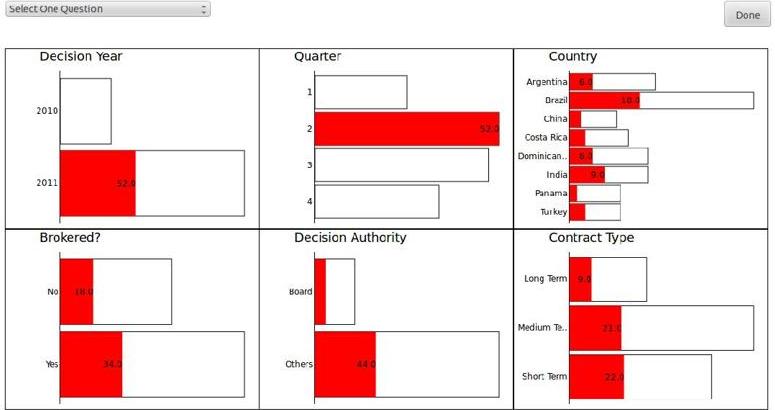 Select One Question
Done
Decision Year
2010
2011
52.0
Quarter
1
2
52.0
3
4
Country
Argentina
6.0
Brazil
18.0
China
Costa Rica
Dominican..
6.0
India
9.0
Panama
Turkey
Brokered?
No
18.0
Yes
34.0
Decision Authority
Board
Others
44.0
Contract Type
Long Term
9.0
Medium Te..
21.0
Short Term
22.0